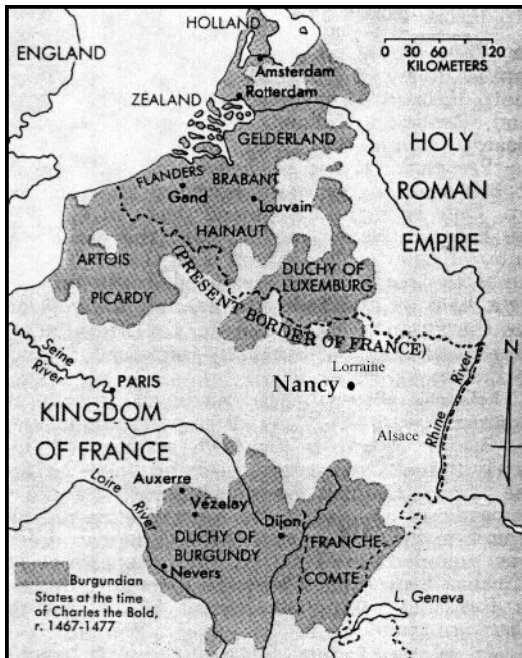 HOLLAND
ENGLAND
0 30 60 120
KILOMETERS
Amsterdam
Rotterdam
ZEALAND
GELDERLAND
HOLY
ROMAN
EMPIRE
FLANDERS
BRABANT
Gand
Louvain
HAINAUT
ARTOIS
PICARDY
DUCHY OF
LUXEMBURG
(PRESENT BORDER OF FRANCE)
Seine
River
PARIS
Lorraine
Nancy
N
KINGDOM
OF FRANCE
Alsace
Rhine River
Loire
River
Auxerre
Vézelay
Dijon
DUCHY OF
BURGUNDY
FRANCHE
COMTE
Nevers
Burgundian
States at the time
of Charles the Bold,
r. 1467-1477
L. Geneva